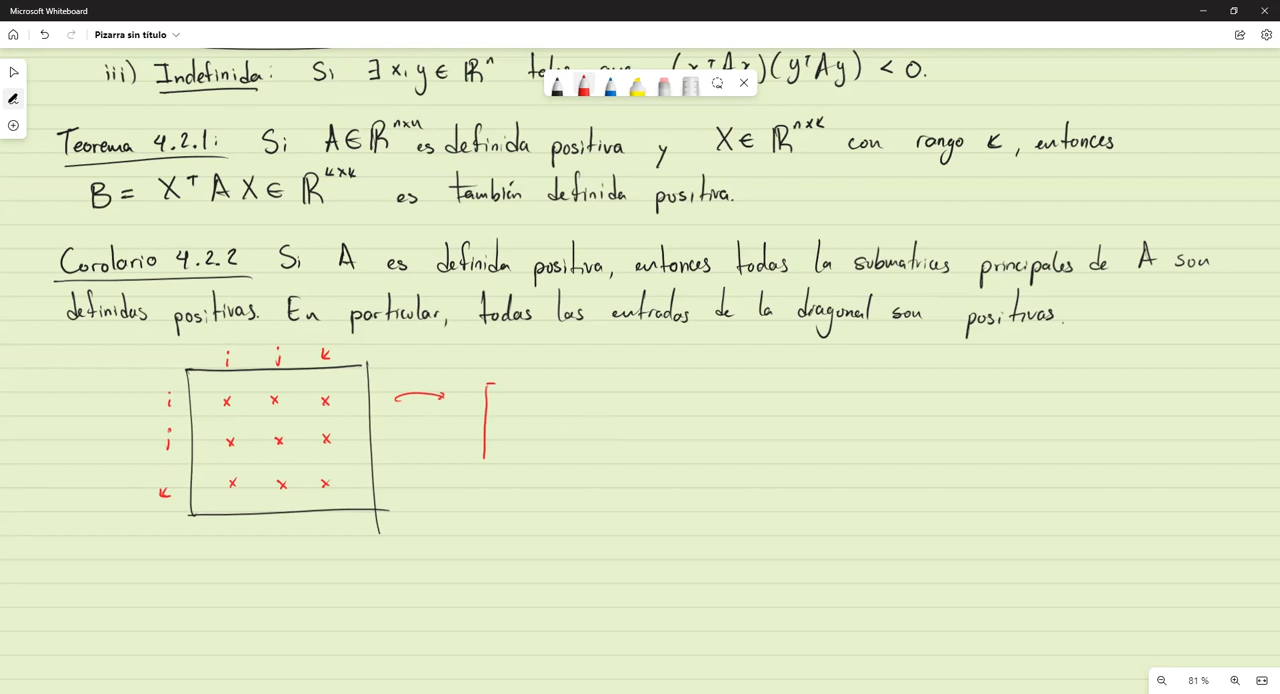 Microsoft Whiteboard
Pizarra sin título
iii) Indefinida: Si ∃ x, y ∈ ℝⁿ tales que (xᵀAx)(yᵀAy) < 0.
Teorema 4.2.1: Si A ∈ ℝⁿˣⁿ es definida positiva y X ∈ ℝⁿˣᵏ con rango k, entonces
B = Xᵀ A X ∈ ℝᵏˣᵏ es también definida positiva.
Corolario 4.2.2 Si A es definida positiva, entonces todas la submatrices principales de A son
definidas positivas. En particular, todas las entradas de la diagonal son positivas.
i j k
i x x x
j x x x
k x x x
81 %